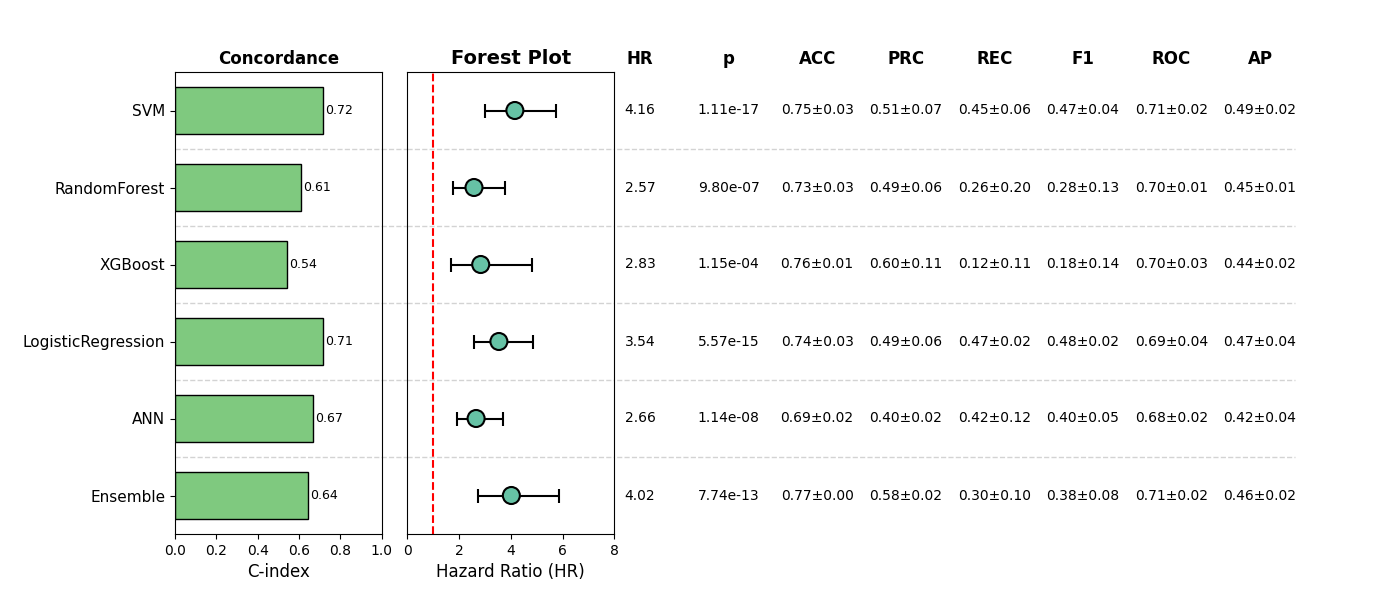 Concordance Forest Plot HR p ACC PRC REC F1 ROC AP
SVM 0.72 4.16 1.11e-17 0.75±0.03 0.51±0.07 0.45±0.06 0.47±0.04 0.71±0.02 0.49±0.02
RandomForest 0.61 2.57 9.80e-07 0.73±0.03 0.49±0.06 0.26±0.20 0.28±0.13 0.70±0.01 0.45±0.01
XGBoost 0.54 2.83 1.15e-04 0.76±0.01 0.60±0.11 0.12±0.11 0.18±0.14 0.70±0.03 0.44±0.02
LogisticRegression 0.71 3.54 5.57e-15 0.74±0.03 0.49±0.06 0.47±0.02 0.48±0.02 0.69±0.04 0.47±0.04
ANN 0.67 2.66 1.14e-08 0.69±0.02 0.40±0.02 0.42±0.12 0.40±0.05 0.68±0.02 0.42±0.04
Ensemble 0.64 4.02 7.74e-13 0.77±0.00 0.58±0.02 0.30±0.10 0.38±0.08 0.71±0.02 0.46±0.02
0.0 0.2 0.4 0.6 0.8 1.0 0 2 4 6 8
C-index Hazard Ratio (HR)